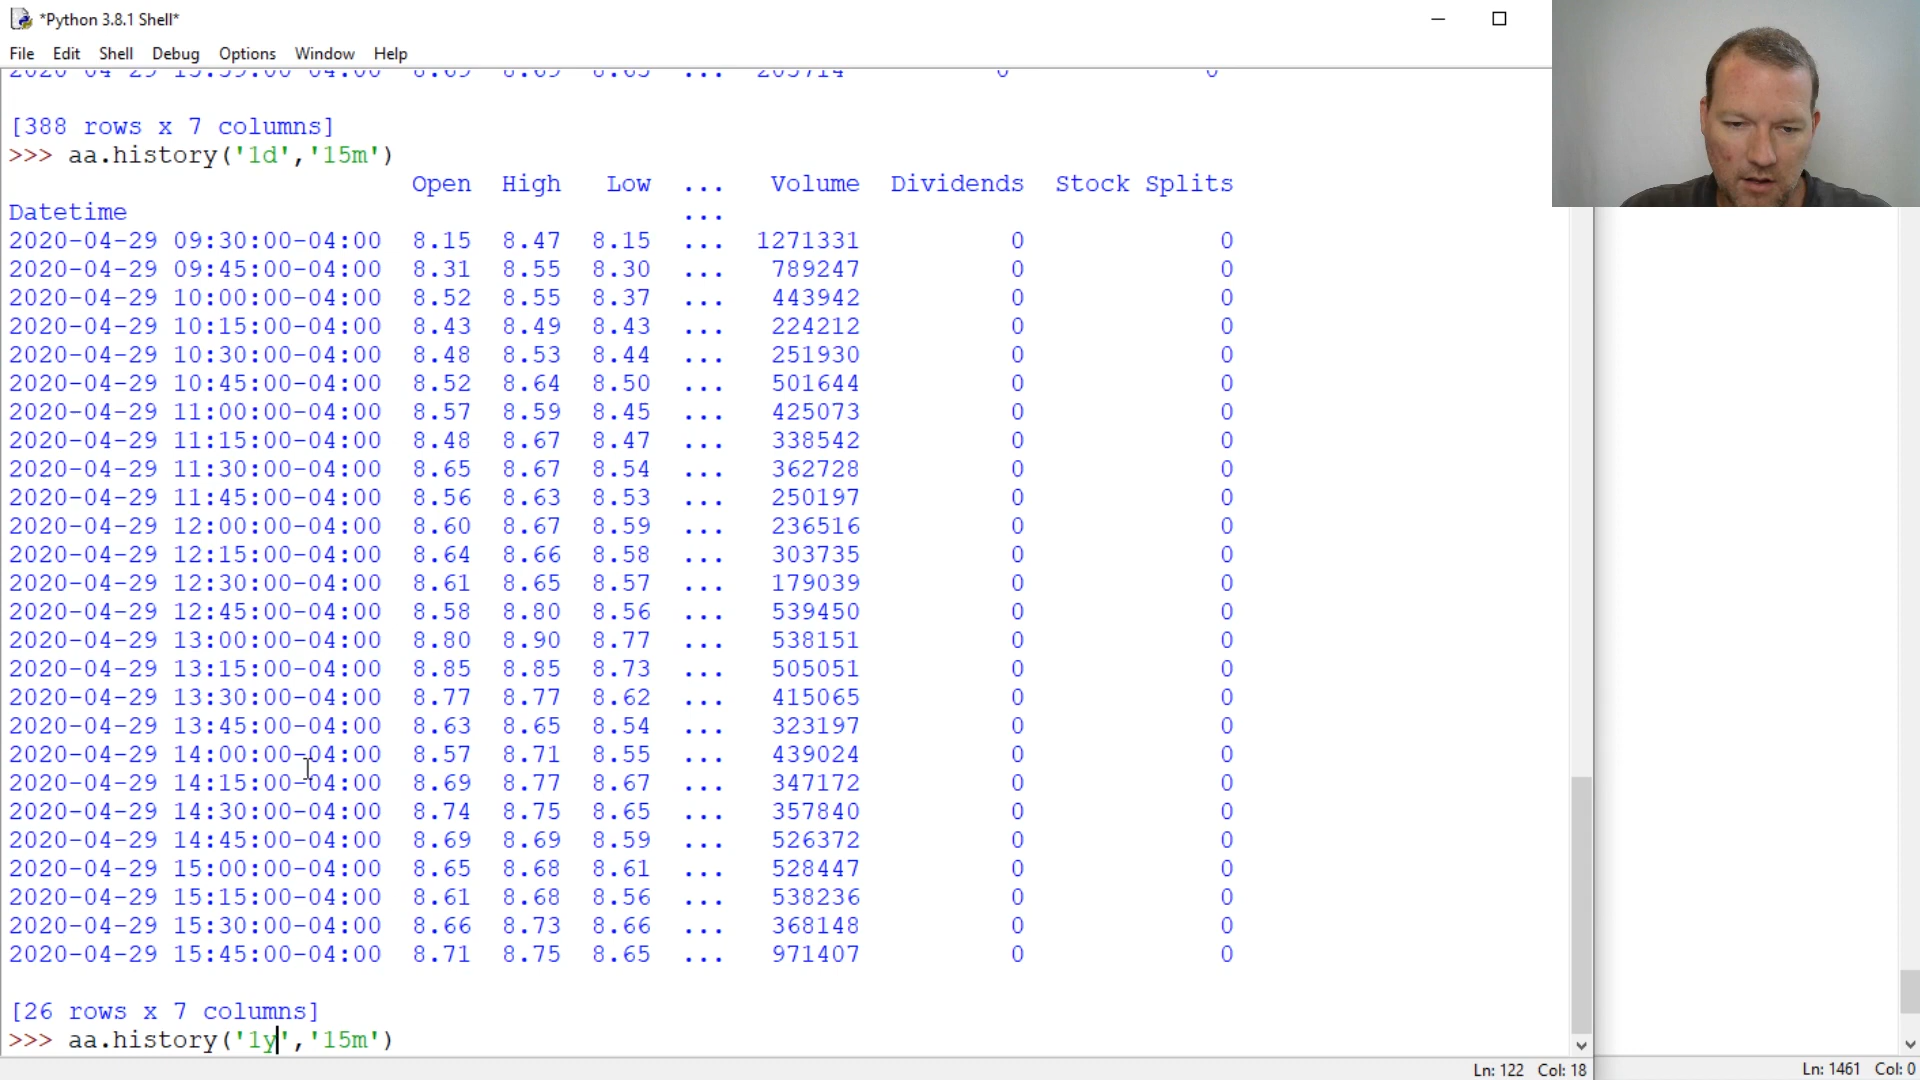 *Python 3.8.1 Shell*
File Edit Shell Debug Options Window Help
[388 rows x 7 columns]
>>> aa.history('1d','15m')
Open High Low ... Volume Dividends Stock Splits
Datetime ...
2020-04-29 09:30:00-04:00 8.15 8.47 8.15 ... 1271331 0 0
2020-04-29 09:45:00-04:00 8.31 8.55 8.30 ... 789247 0 0
2020-04-29 10:00:00-04:00 8.52 8.55 8.37 ... 443942 0 0
2020-04-29 10:15:00-04:00 8.43 8.49 8.43 ... 224212 0 0
2020-04-29 10:30:00-04:00 8.48 8.53 8.44 ... 251930 0 0
2020-04-29 10:45:00-04:00 8.52 8.64 8.50 ... 501644 0 0
2020-04-29 11:00:00-04:00 8.57 8.59 8.45 ... 425073 0 0
2020-04-29 11:15:00-04:00 8.48 8.67 8.47 ... 338542 0 0
2020-04-29 11:30:00-04:00 8.65 8.67 8.54 ... 362728 0 0
2020-04-29 11:45:00-04:00 8.56 8.63 8.53 ... 250197 0 0
2020-04-29 12:00:00-04:00 8.60 8.67 8.59 ... 236516 0 0
2020-04-29 12:15:00-04:00 8.64 8.66 8.58 ... 303735 0 0
2020-04-29 12:30:00-04:00 8.61 8.65 8.57 ... 179039 0 0
2020-04-29 12:45:00-04:00 8.58 8.80 8.56 ... 539450 0 0
2020-04-29 13:00:00-04:00 8.80 8.90 8.77 ... 538151 0 0
2020-04-29 13:15:00-04:00 8.85 8.85 8.73 ... 505051 0 0
2020-04-29 13:30:00-04:00 8.77 8.77 8.62 ... 415065 0 0
2020-04-29 13:45:00-04:00 8.63 8.65 8.54 ... 323197 0 0
2020-04-29 14:00:00-04:00 8.57 8.71 8.55 ... 439024 0 0
2020-04-29 14:15:00-04:00 8.69 8.77 8.67 ... 347172 0 0
2020-04-29 14:30:00-04:00 8.74 8.75 8.65 ... 357840 0 0
2020-04-29 14:45:00-04:00 8.69 8.69 8.59 ... 526372 0 0
2020-04-29 15:00:00-04:00 8.65 8.68 8.61 ... 528447 0 0
2020-04-29 15:15:00-04:00 8.61 8.68 8.56 ... 538236 0 0
2020-04-29 15:30:00-04:00 8.66 8.73 8.66 ... 368148 0 0
2020-04-29 15:45:00-04:00 8.71 8.75 8.65 ... 971407 0 0
[26 rows x 7 columns]
>>> aa.history('1y','15m')
Ln: 122 Col: 18
Ln: 1461 Col: 0